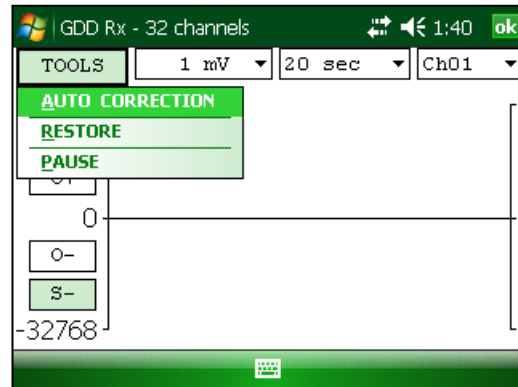 GDD Rx - 32 channels 1:40 ok
TOOLS 1 mV 20 sec Ch01
AUTO CORRECTION
RESTORE
PAUSE
0
O-
S-
-32768